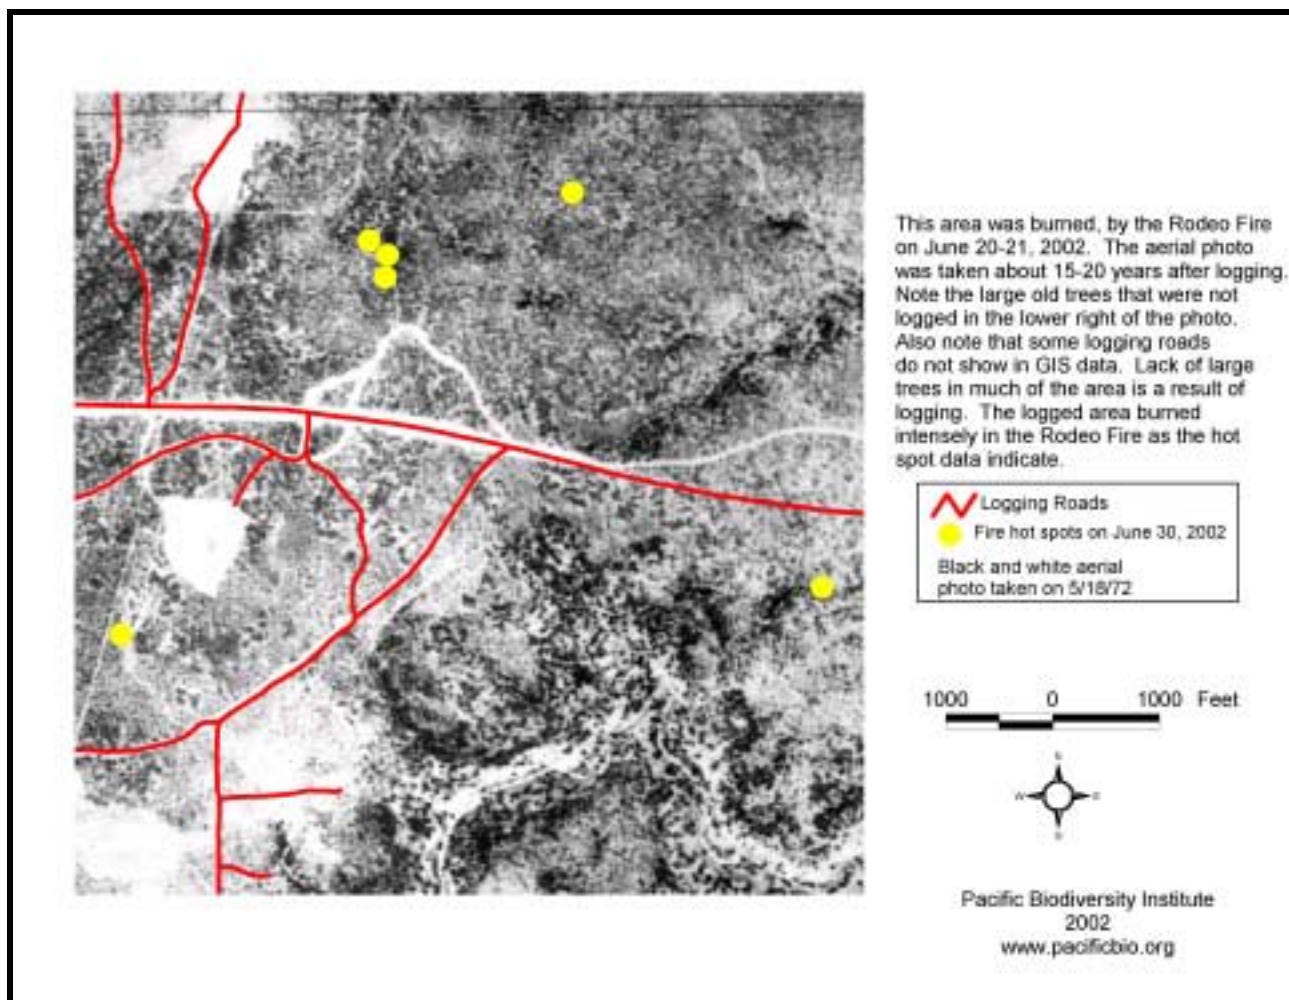 This area was burned, by the Rodeo Fire
on June 20-21, 2002. The aerial photo
was taken about 15-20 years after logging.
Note the large old trees that were not
logged in the lower right of the photo.
Also note that some logging roads
do not show in GIS data. Lack of large
trees in much of the area is a result of
logging. The logged area burned
intensely in the Rodeo Fire as the hot
spot data indicate.
Logging Roads
Fire hot spots on June 30, 2002
Black and white aerial
photo taken on 5/18/72
1000 0 1000 Feet
W
Pacific Biodiversity Institute
2002
www.pacificbio.org